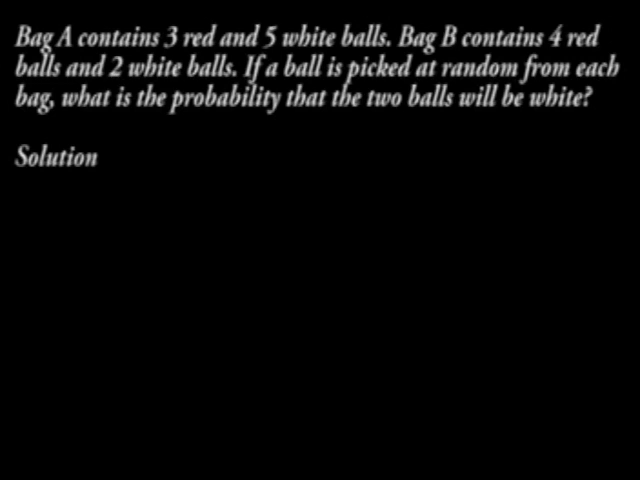 Bag A contains 3 red and 5 white balls. Bag B contains 4 red
balls and 2 white balls. If a ball is picked at random from each
bag, what is the probability that the two balls will be white?
Solution